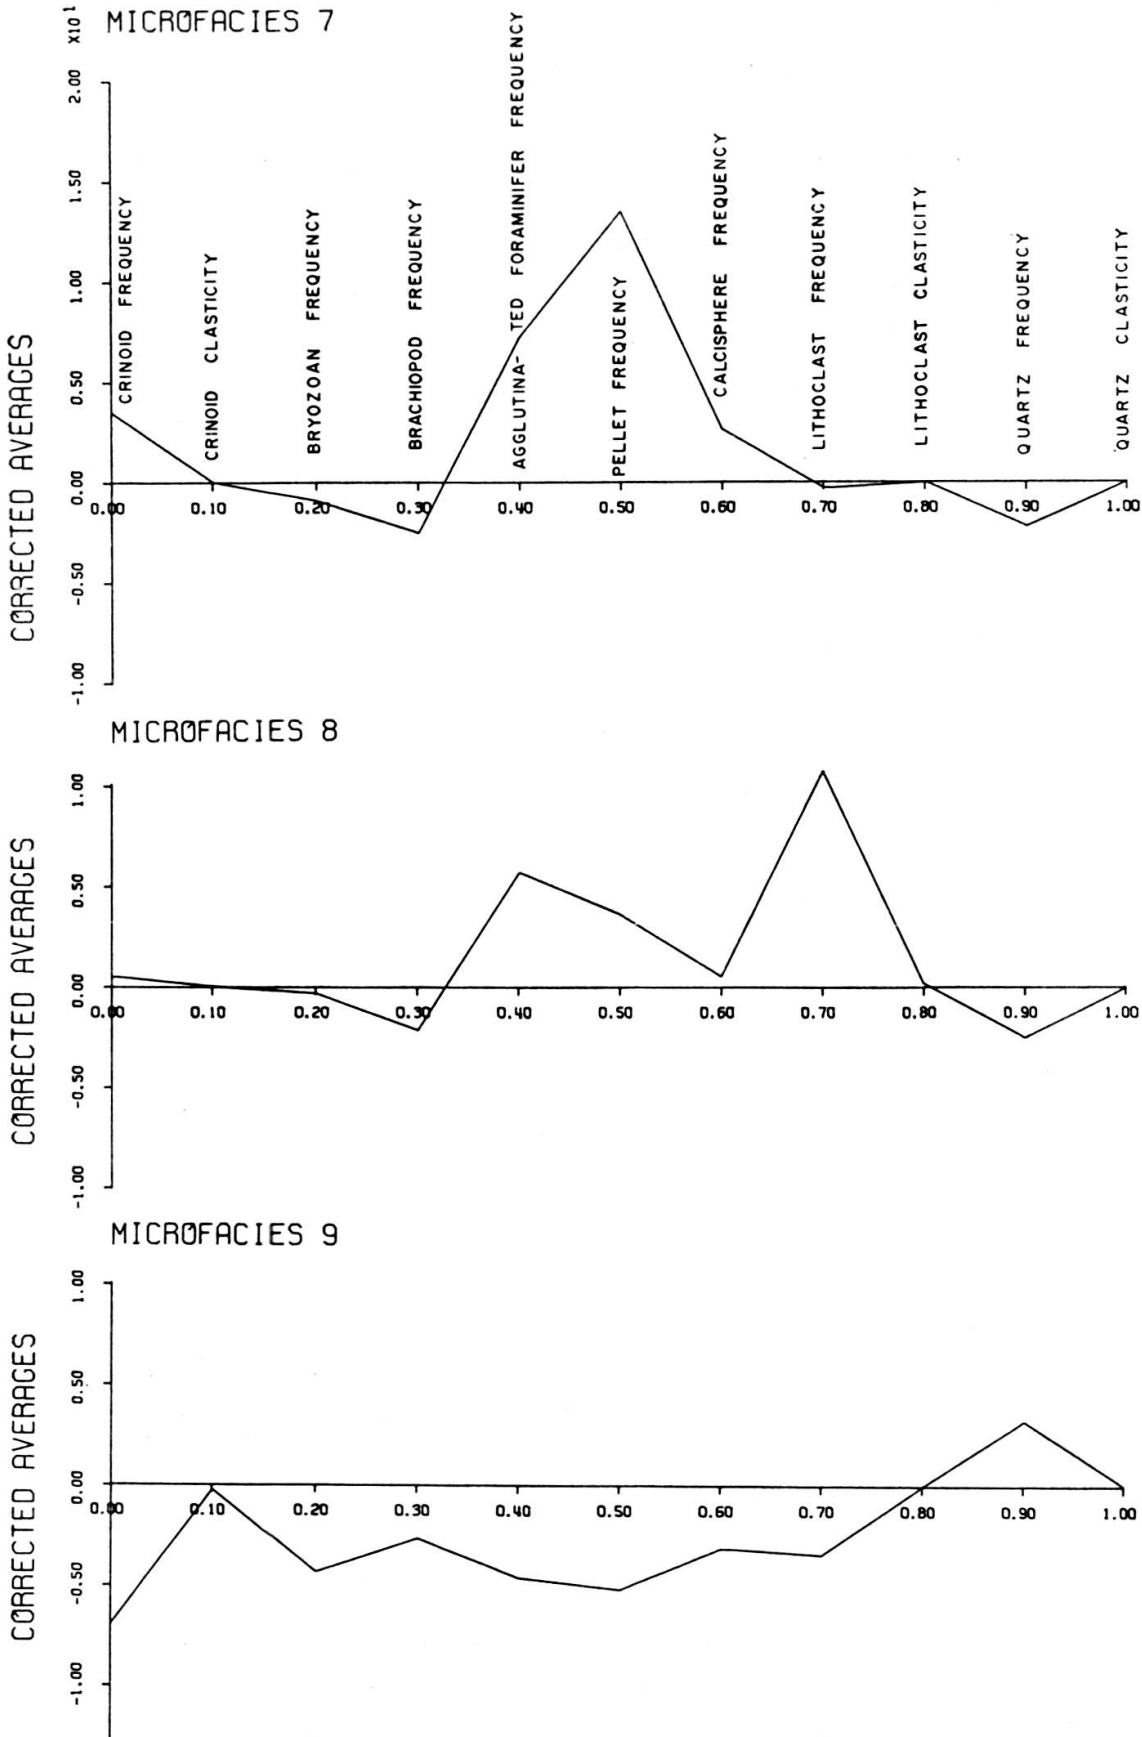 MICROFACIES 7
x10¹
CORRECTED AVERAGES
2.00
1.50
1.00
0.50
0.00
-0.50
-1.00
CRINOID FREQUENCY
CRINOID CLASTICITY
BRYOZOAN FREQUENCY
BRACHIOPOD FREQUENCY
AGGLUTINA- TED FORAMINIFER FREQUENCY
PELLET FREQUENCY
CALCISPHERE FREQUENCY
LITHOCLAST FREQUENCY
LITHOCLAST CLASTICITY
QUARTZ FREQUENCY
QUARTZ CLASTICITY
0.00 0.10 0.20 0.30 0.40 0.50 0.60 0.70 0.80 0.90 1.00
MICROFACIES 8
CORRECTED AVERAGES
1.00
0.50
0.00
-0.50
-1.00
0.00 0.10 0.20 0.30 0.40 0.50 0.60 0.70 0.80 0.90 1.00
MICROFACIES 9
CORRECTED AVERAGES
1.00
0.50
0.00
-0.50
-1.00
0.00 0.10 0.20 0.30 0.40 0.50 0.60 0.70 0.80 0.90 1.00